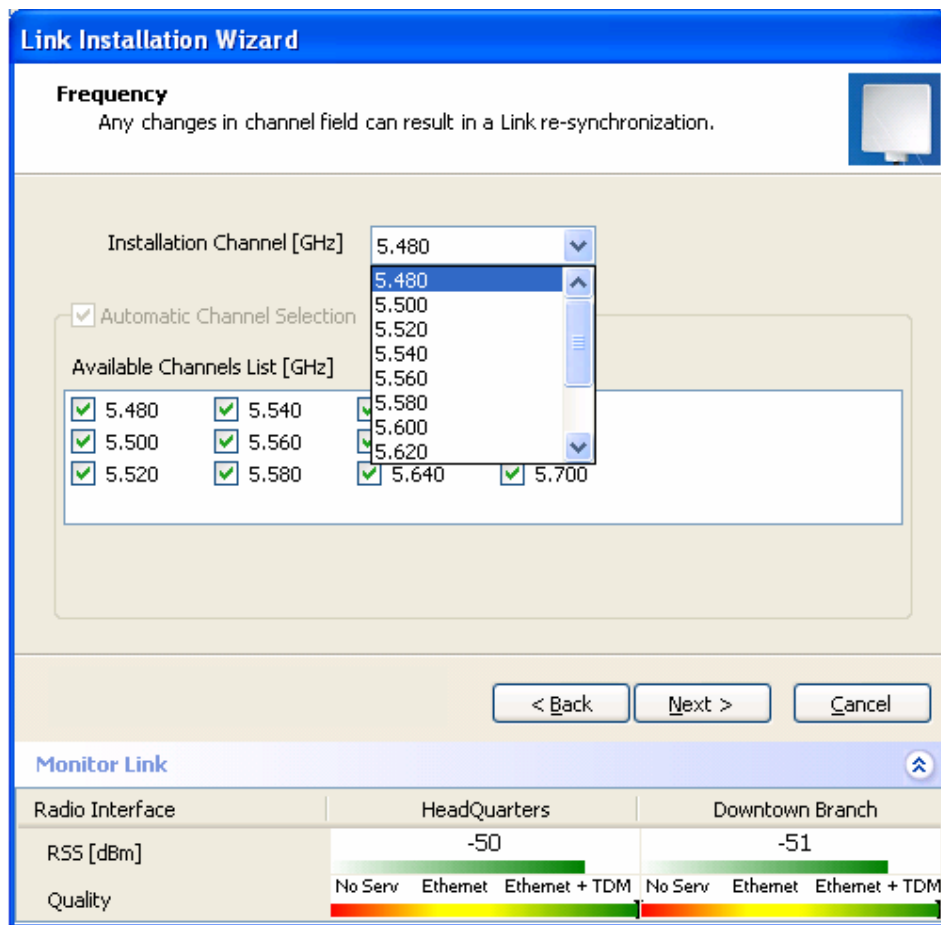 Link Installation Wizard
Frequency
Any changes in channel field can result in a Link re-synchronization.
Installation Channel [GHz] 5.480
5.480
5.500
5.520
5.540
5.560
5.580
5.600
5.620
Automatic Channel Selection
Available Channels List [GHz]
5.480 5.540
5.500 5.560
5.520 5.580 5.640 5.700
< Back Next > Cancel
Monitor Link
Radio Interface HeadQuarters Downtown Branch
RSS [dBm] -50 -51
Quality No Serv Ethernet Ethernet + TDM No Serv Ethernet Ethernet + TDM